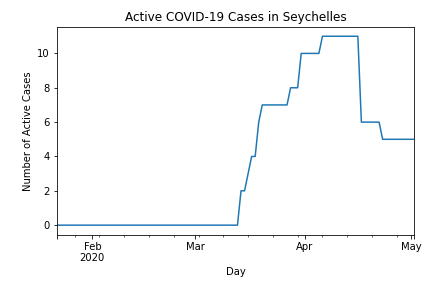 Active COVID-19 Cases in Seychelles
Number of Active Cases
10
8
6
4
2
0
Feb Mar Apr May
2020
Day